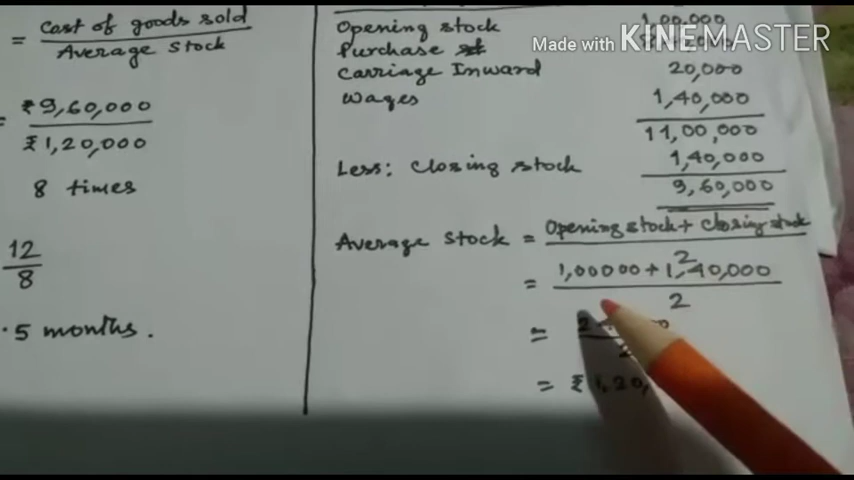 = Cost of goods sold
Average stock
= ₹9,60,000
₹1,20,000
8 times
12
8
.5 months.
Opening stock 1,00,000
Purchase
Carriage Inward 20,000
Wages 1,40,000
11,00,000
Less: Closing stock 1,40,000
9,60,000
Average stock = Opening stock + Closing stock
2
= 1,00000 + 1,40,000
2
=
= ₹1,20,
Made with KINEMASTER